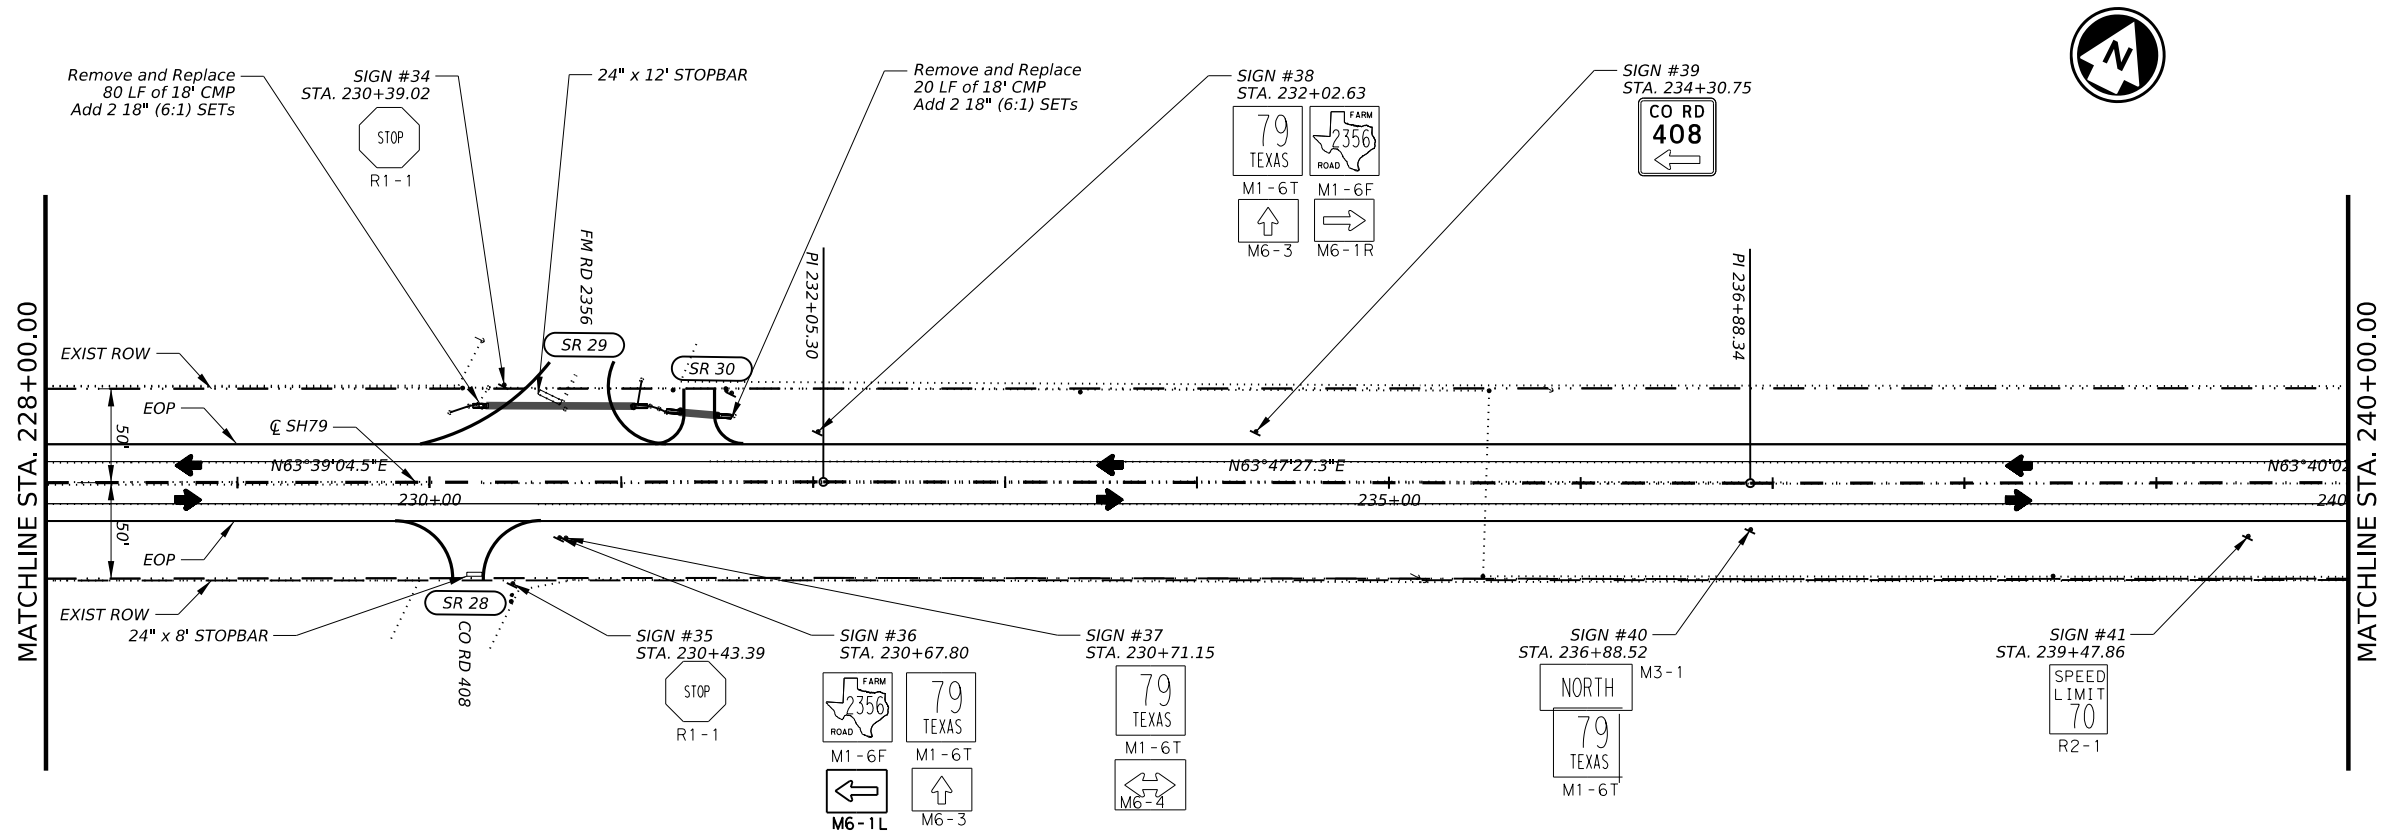 N
Remove and Replace
80 LF of 18' CMP
Add 2 18" (6:1) SETs
SIGN #34
STA. 230+39.02
STOP
R1-1
24" x 12' STOPBAR
Remove and Replace
20 LF of 18' CMP
Add 2 18" (6:1) SETs
SIGN #38
STA. 232+02.63
79
TEXAS
M1-6T
M6-3
FARM
2356
ROAD
M1-6F
M6-1R
SIGN #39
STA. 234+30.75
CO RD
408
MATCHLINE STA. 228+00.00
FM RD 2356
SR 29
SR 30
PI 232+05.30
PI 236+88.34
EXIST ROW
EOP
℄ SH79
50'
50'
N63°39'04.5"E
N63°47'27.3"E
N63°40'02
230+00
235+00
240
EOP
EXIST ROW
24" x 8' STOPBAR
SR 28
CO RD 408
SIGN #35
STA. 230+43.39
STOP
R1-1
SIGN #36
STA. 230+67.80
FARM
2356
ROAD
M1-6F
M6-1L
79
TEXAS
M1-6T
M6-3
SIGN #37
STA. 230+71.15
79
TEXAS
M1-6T
M6-4
SIGN #40
STA. 236+88.52
NORTH
M3-1
79
TEXAS
M1-6T
SIGN #41
STA. 239+47.86
SPEED
LIMIT
70
R2-1
MATCHLINE STA. 240+00.00